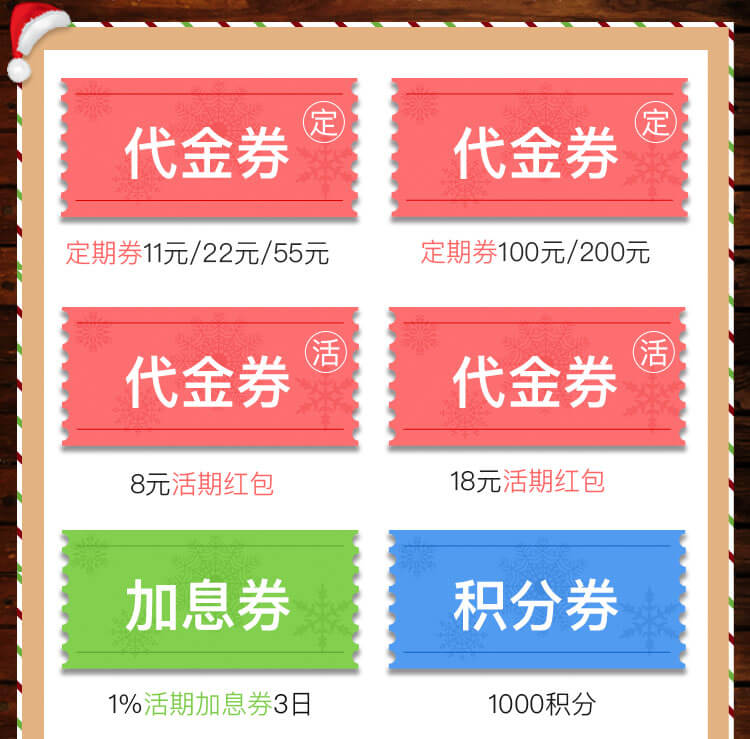 代金券 定
定期券11元/22元/55元
代金券 定
定期券100元/200元
代金券 活
8元活期红包
代金券 活
18元活期红包
加息券
1%活期加息券3日
积分券
1000积分